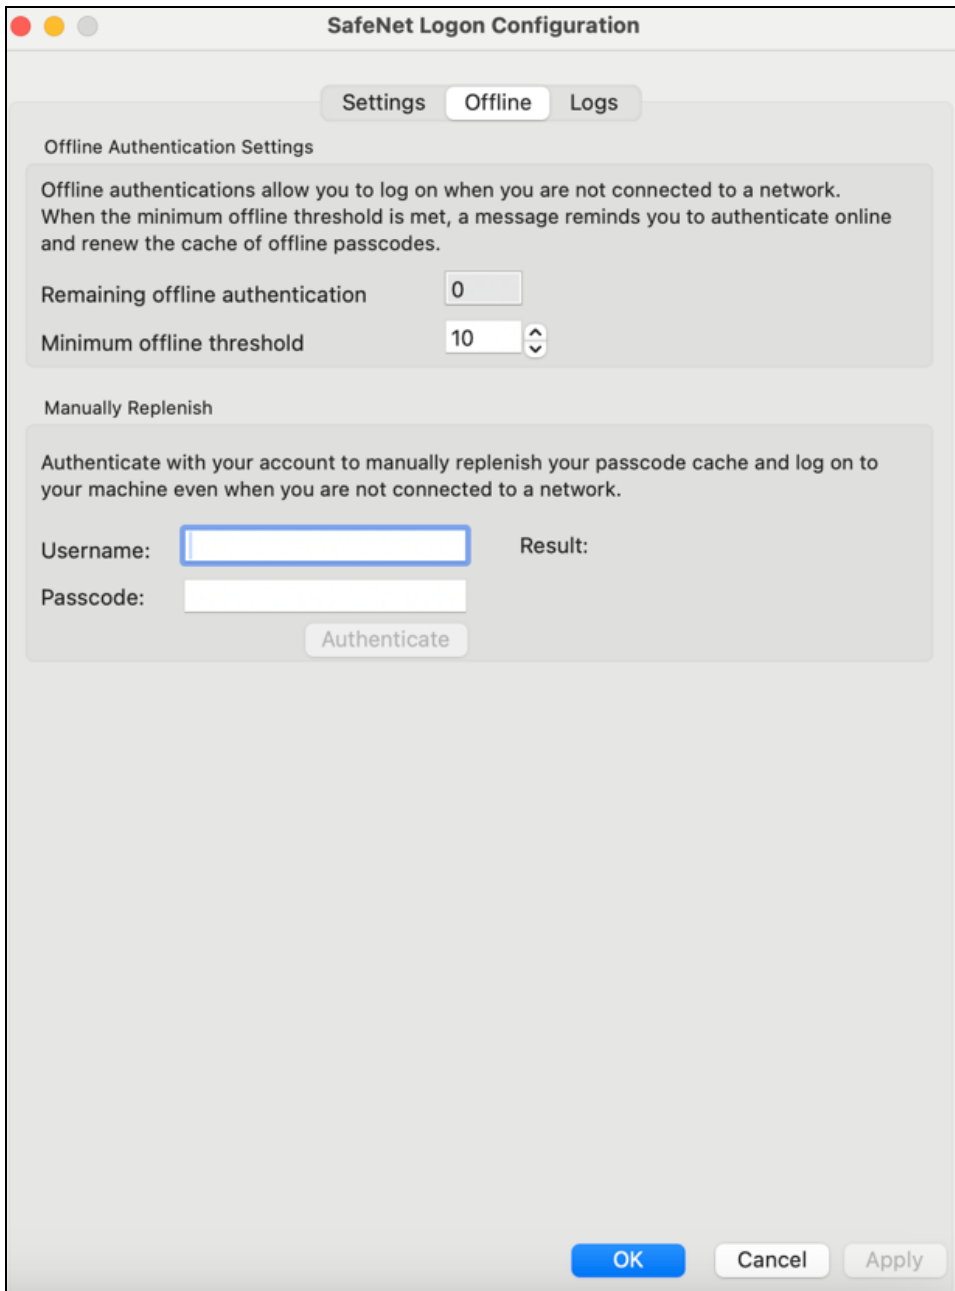 SafeNet Logon Configuration
Settings Offline Logs
Offline Authentication Settings
Offline authentications allow you to log on when you are not connected to a network.
When the minimum offline threshold is met, a message reminds you to authenticate online
and renew the cache of offline passcodes.
Remaining offline authentication 0
Minimum offline threshold 10
Manually Replenish
Authenticate with your account to manually replenish your passcode cache and log on to
your machine even when you are not connected to a network.
Username: Result:
Passcode:
Authenticate
OK Cancel Apply